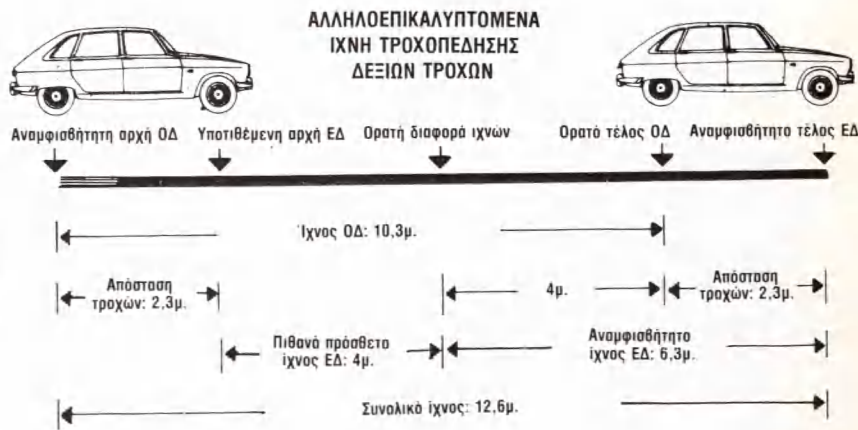 ΑΛΛΗΛΟΕΠΙΚΑΛΥΠΤΟΜΕΝΑ
ΙΧΝΗ ΤΡΟΧΟΠΕΔΗΣΗΣ
ΔΕΞΙΩΝ ΤΡΟΧΩΝ
Αναμφισβήτητη αρχή ΟΔ Υποτιθέμενη αρχή ΕΔ Ορατή διαφορά ιχνών Ορατό τέλος ΟΔ Αναμφισβήτητο τέλος ΕΔ
Ίχνος ΟΔ: 10,3μ.
Απόσταση
τροχών: 2,3μ.
4μ.
Απόσταση
τροχών: 2,3μ.
Πιθανό πρόσθετο
ίχνος ΕΔ: 4μ.
Αναμφισβήτητο
ίχνος ΕΔ: 6,3μ.
Συνολικό ίχνος: 12,6μ.